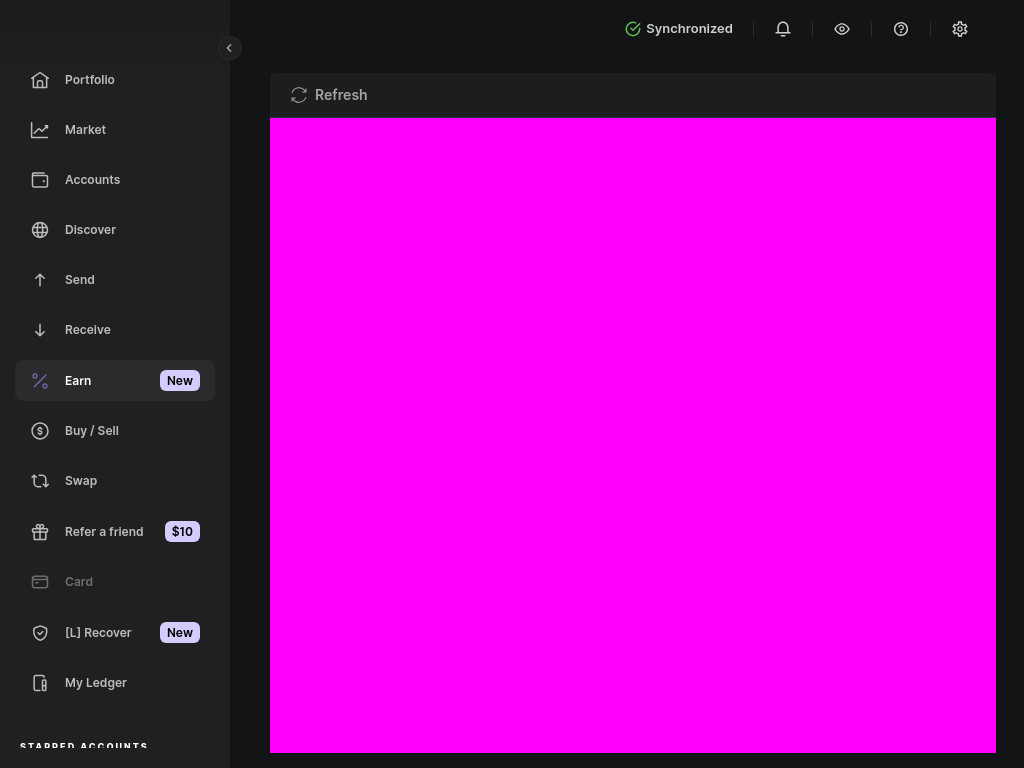 Synchronized
Refresh
Portfolio
Market
Accounts
Discover
Send
Receive
Earn New
Buy / Sell
Swap
Refer a friend $10
Card
[L] Recover New
My Ledger
STARRED ACCOUNTS